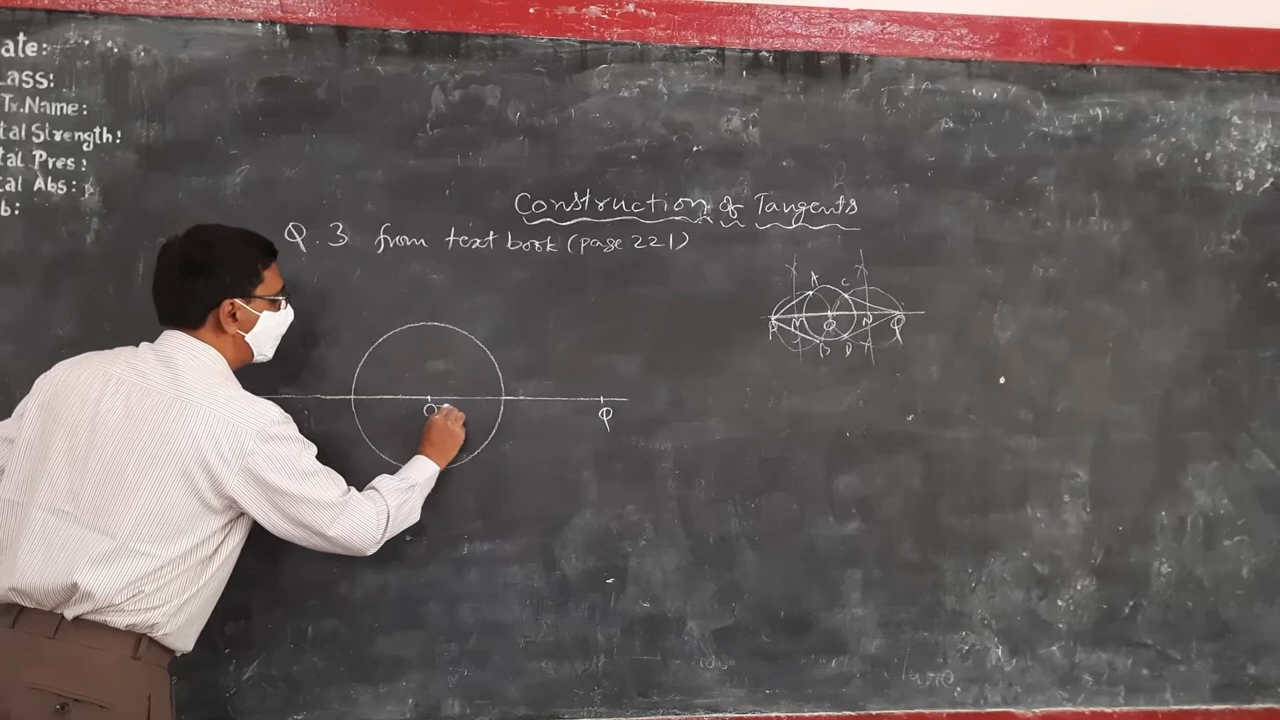 ate:
Lass:
Tr.Name:
tal Strength:
tal Pres:
tal Abs:
b:
Construction of Tangents
Q.3 from text book (page 221)
A C
P M O N Q
B D
O
Q